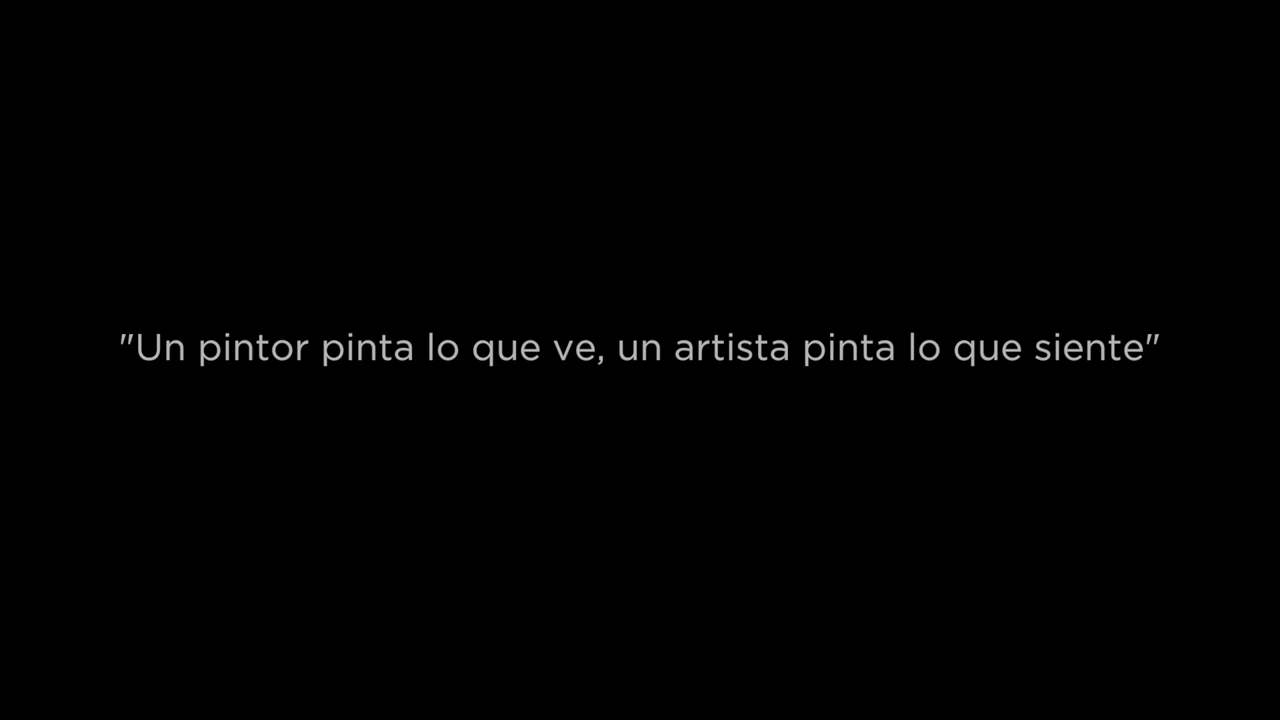 "Un pintor pinta lo que ve, un artista pinta lo que siente"